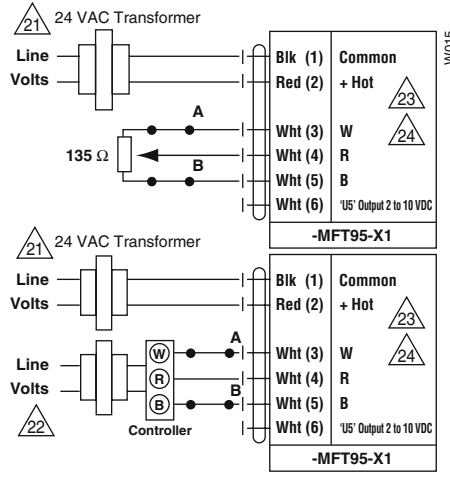 21 24 VAC Transformer
Line
Volts
Blk (1) Common
Red (2) + Hot
23
A
Wht (3) W
24
135 Ω
Wht (4) R
B
Wht (5) B
Wht (6) 'U5' Output 2 to 10 VDC
-MFT95-X1
W015
21 24 VAC Transformer
Line
Volts
Blk (1) Common
Red (2) + Hot
23
A
W
Wht (3) W
24
Line
R
Wht (4) R
Volts
B
B
Wht (5) B
22
Controller
Wht (6) 'U5' Output 2 to 10 VDC
-MFT95-X1